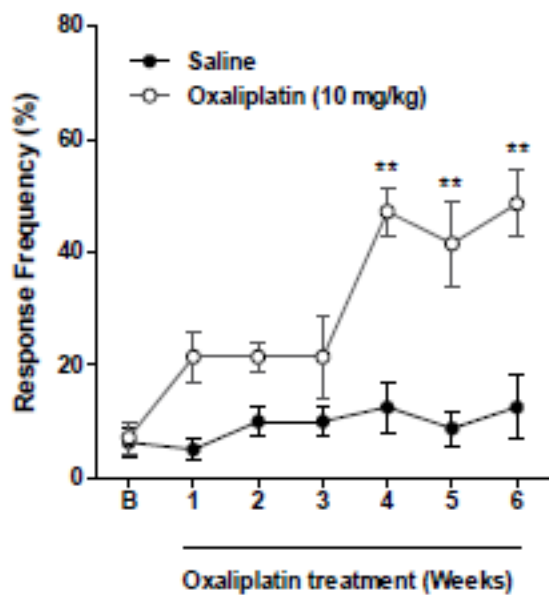 80
Saline
Oxaliplatin (10 mg/kg)
60
** ** **
40
20
0
Response Frequency (%)
B 1 2 3 4 5 6
Oxaliplatin treatment (Weeks)